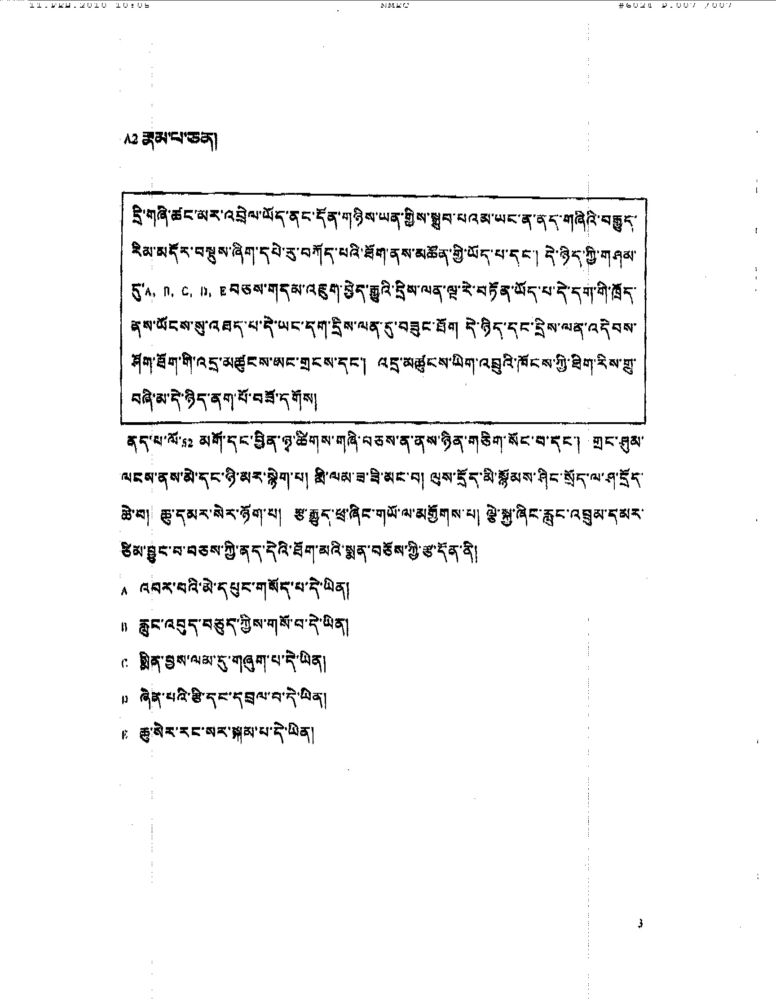 11.FEB.2010 10:05 NMEC #6024 P.007 /007
A2 རྣམ་པ་ཅན།
དྲི་གཞི་ཚང་མར་འབྲེལ་ཡོད་ནང་དོན་གཉིས་ཡན་གྱིས་སྒྲུབ་པའམ་ཡང་ན་ནད་གཞིའི་བརྒྱུད་
རིམ་མདོར་བསྡུས་ཞིག་དཔེ་རུ་བཀོད་པའི་ཐོག་ནས་མཚོན་གྱི་ཡོད་པ་དང་། དེ་ཉིད་ཀྱི་གཤམ་
དུ་A, B, C, D, E བཅས་གདམ་འཇུག་བྱེད་རྒྱུའི་དྲིས་ལན་ལྔ་རེ་བཏོན་ཡོད་པ་དེ་དག་གི་ཁྲོད་
ནས་ཡོངས་སུ་འཐད་པ་དེ་ཡང་དག་དྲིས་ལན་དུ་བཟུང་ཐོག དེ་ཉིད་དང་དྲིས་ལན་འདེབས་
ཤོག་ཐོག་གི་འདྲ་མཚུངས་ཨང་གྲངས་དང་། འདྲ་མཚུངས་ཡིག་འབྲུའི་ཁོངས་ཀྱི་ཐིག་རིས་གྲུ་
བཞི་མ་དེ་ཉིད་ནག་པོ་བཟོ་དགོས།
ནད་པ་ལོ་52 མགོ་དང་བྱིན་ཉྭ་ཚིགས་གཞི་བཅས་ན་ནས་ཉིན་གཅིག་སོང་བ་དང་། གྲང་ཤུམ་
ལངས་ནས་མེ་དང་ཉི་མར་སྙེག་པ། རྨི་ལམ་ཟ་ཟི་མང་བ། ལུས་དྲོད་མི་སྙོམས་ཤིང་སྲོད་ལ་ཤ་དྲོད་
ཆེ་བ། ཆུ་དམར་སེར་ཉོག་པ། རྩ་རྒྱུད་ཕྲ་ཞིང་གཡོ་ལ་མགྱོགས་པ། ལྕེ་སྐྱ་ཞིང་རླུང་འབྲུམ་དམར་
ཙིམ་བྱུང་བ་བཅས་ཀྱི་ནད་དེའི་ཐོག་མའི་སྨན་བཅོས་ཀྱི་རྩ་དོན་ནི།
A འབར་བའི་མེ་དཔུང་གསོད་པ་དེ་ཡིན།
B རླུང་འབུད་བཅུད་ཀྱིས་གསོ་བ་དེ་ཡིན།
C སྨིན་བྱས་ལམ་དུ་གཞུག་པ་དེ་ཡིན།
D ཞེན་པའི་རྩི་དང་དབྲལ་བ་དེ་ཡིན།
E ཆུ་སེར་རང་སར་སྐམ་པ་དེ་ཡིན།
3